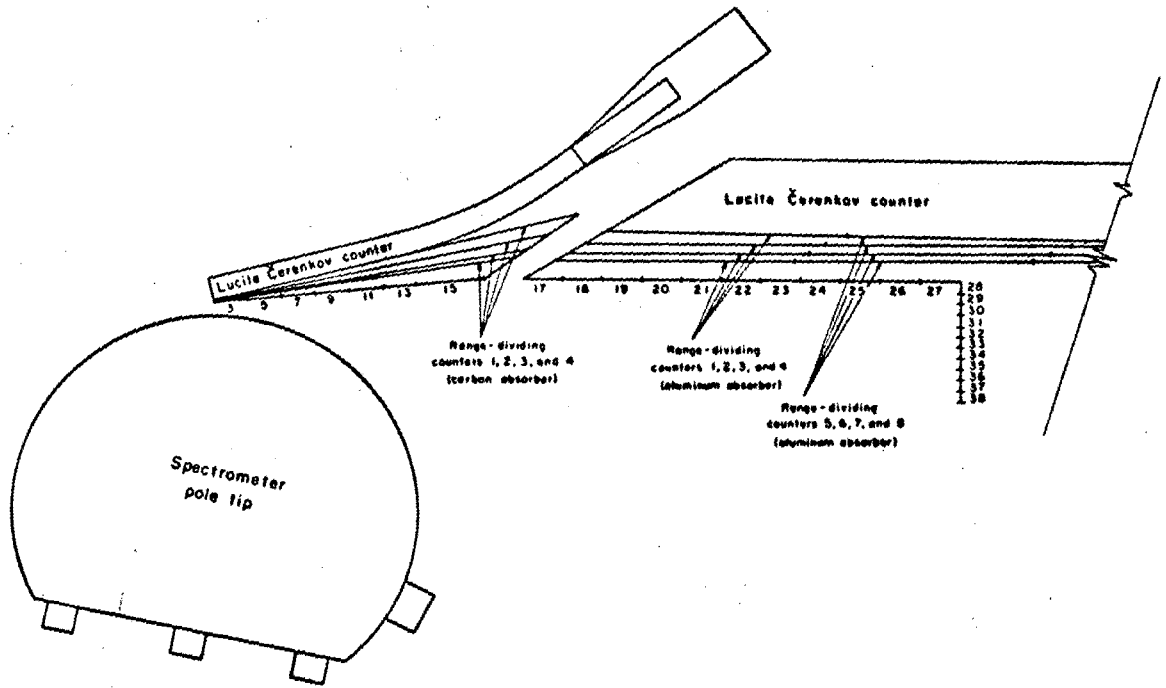 Lucite Čerenkov counter
Lucite Čerenkov counter
3 5 7 9 11 13 15
17 18 19 20 21 22 23 24 25 26 27
28
29
30
31
32
33
34
35
36
37
38
Range-dividing
counters 1, 2, 3, and 4
(carbon absorber)
Range-dividing
counters 1, 2, 3, and 4
(aluminum absorber)
Range-dividing
counters 5, 6, 7, and 8
(aluminum absorber)
Spectrometer
pole tip